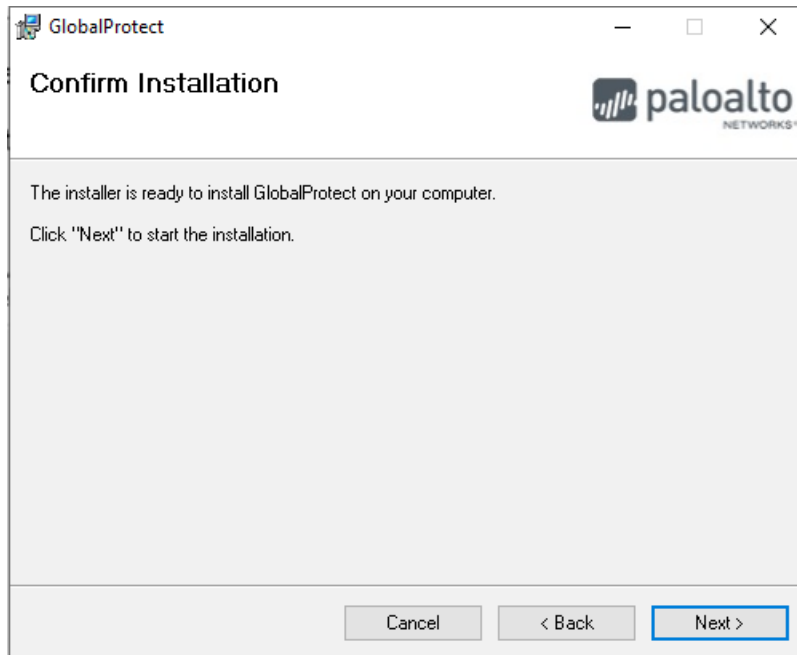 GlobalProtect
Confirm Installation
paloalto
NETWORKS
The installer is ready to install GlobalProtect on your computer.
Click "Next" to start the installation.
Cancel
< Back
Next >